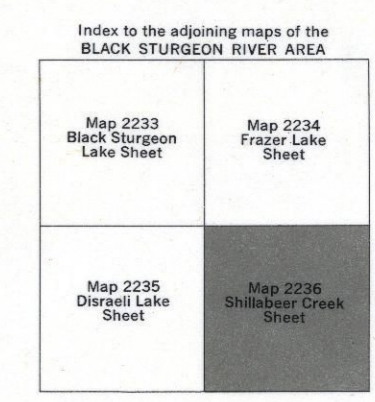 Index to the adjoining maps of the
BLACK STURGEON RIVER AREA
Map 2233
Black Sturgeon
Lake Sheet
Map 2234
Frazer Lake
Sheet
Map 2235
Disraeli Lake
Sheet
Map 2236
Shillabeer Creek
Sheet